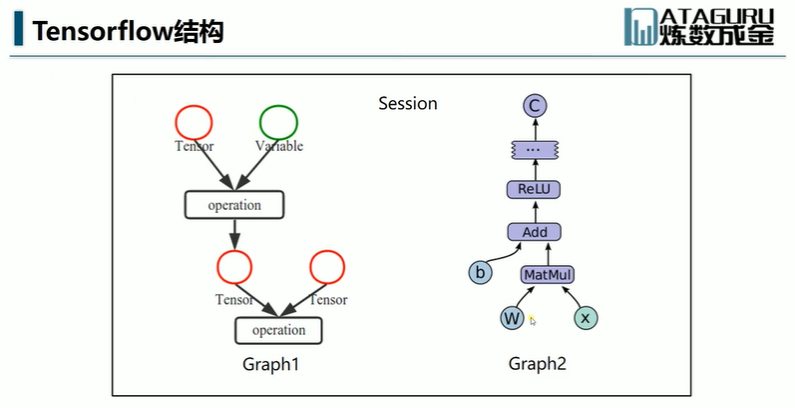 Tensorflow结构
DATAGURU
炼数成金
Session
Tensor
Variable
operation
Tensor
Tensor
operation
Graph1
C
...
ReLU
Add
b
MatMul
W
x
Graph2